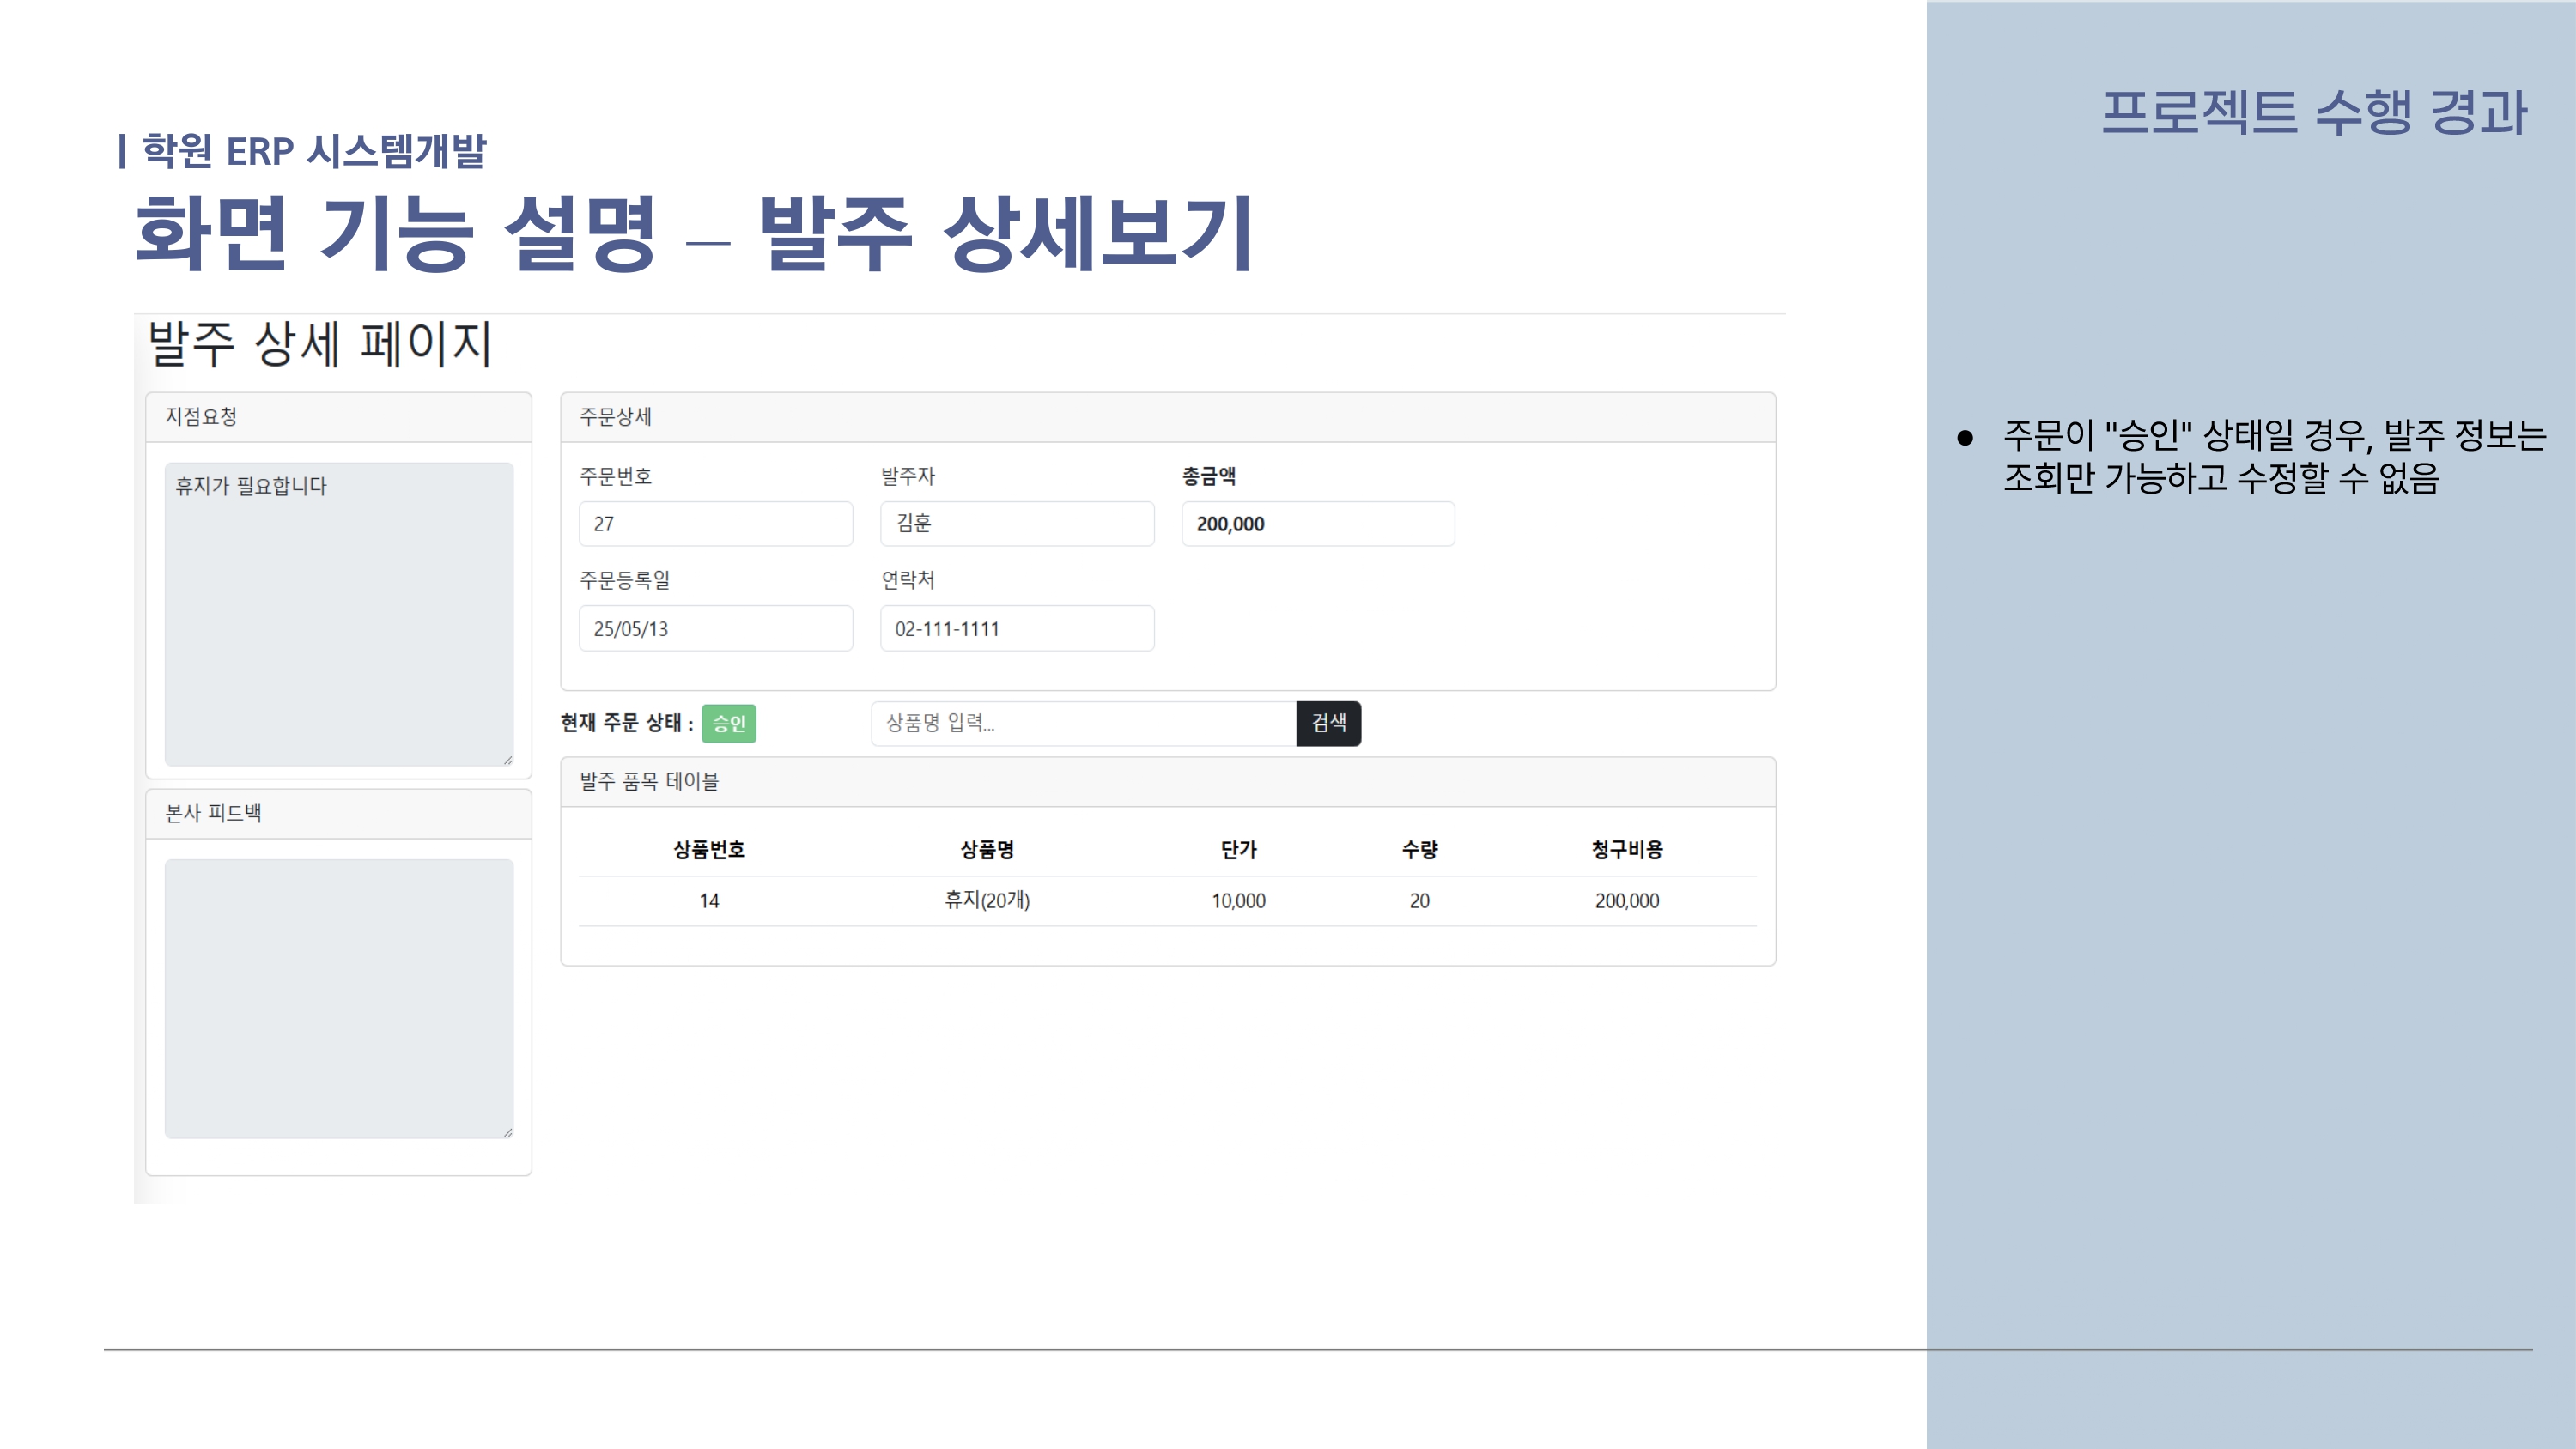 | 학원 ERP 시스템개발
화면 기능 설명 – 발주 상세보기
프로젝트 수행 경과
발주 상세 페이지
지점요청
휴지가 필요합니다
본사 피드백
주문상세
주문번호 발주자 총금액
27 김훈 200,000
주문등록일 연락처
25/05/13 02-111-1111
현재 주문 상태 : 승인 상품명 입력... 검색
발주 품목 테이블
상품번호 상품명 단가 수량 청구비용
14 휴지(20개) 10,000 20 200,000
● 주문이 "승인" 상태일 경우, 발주 정보는
조회만 가능하고 수정할 수 없음